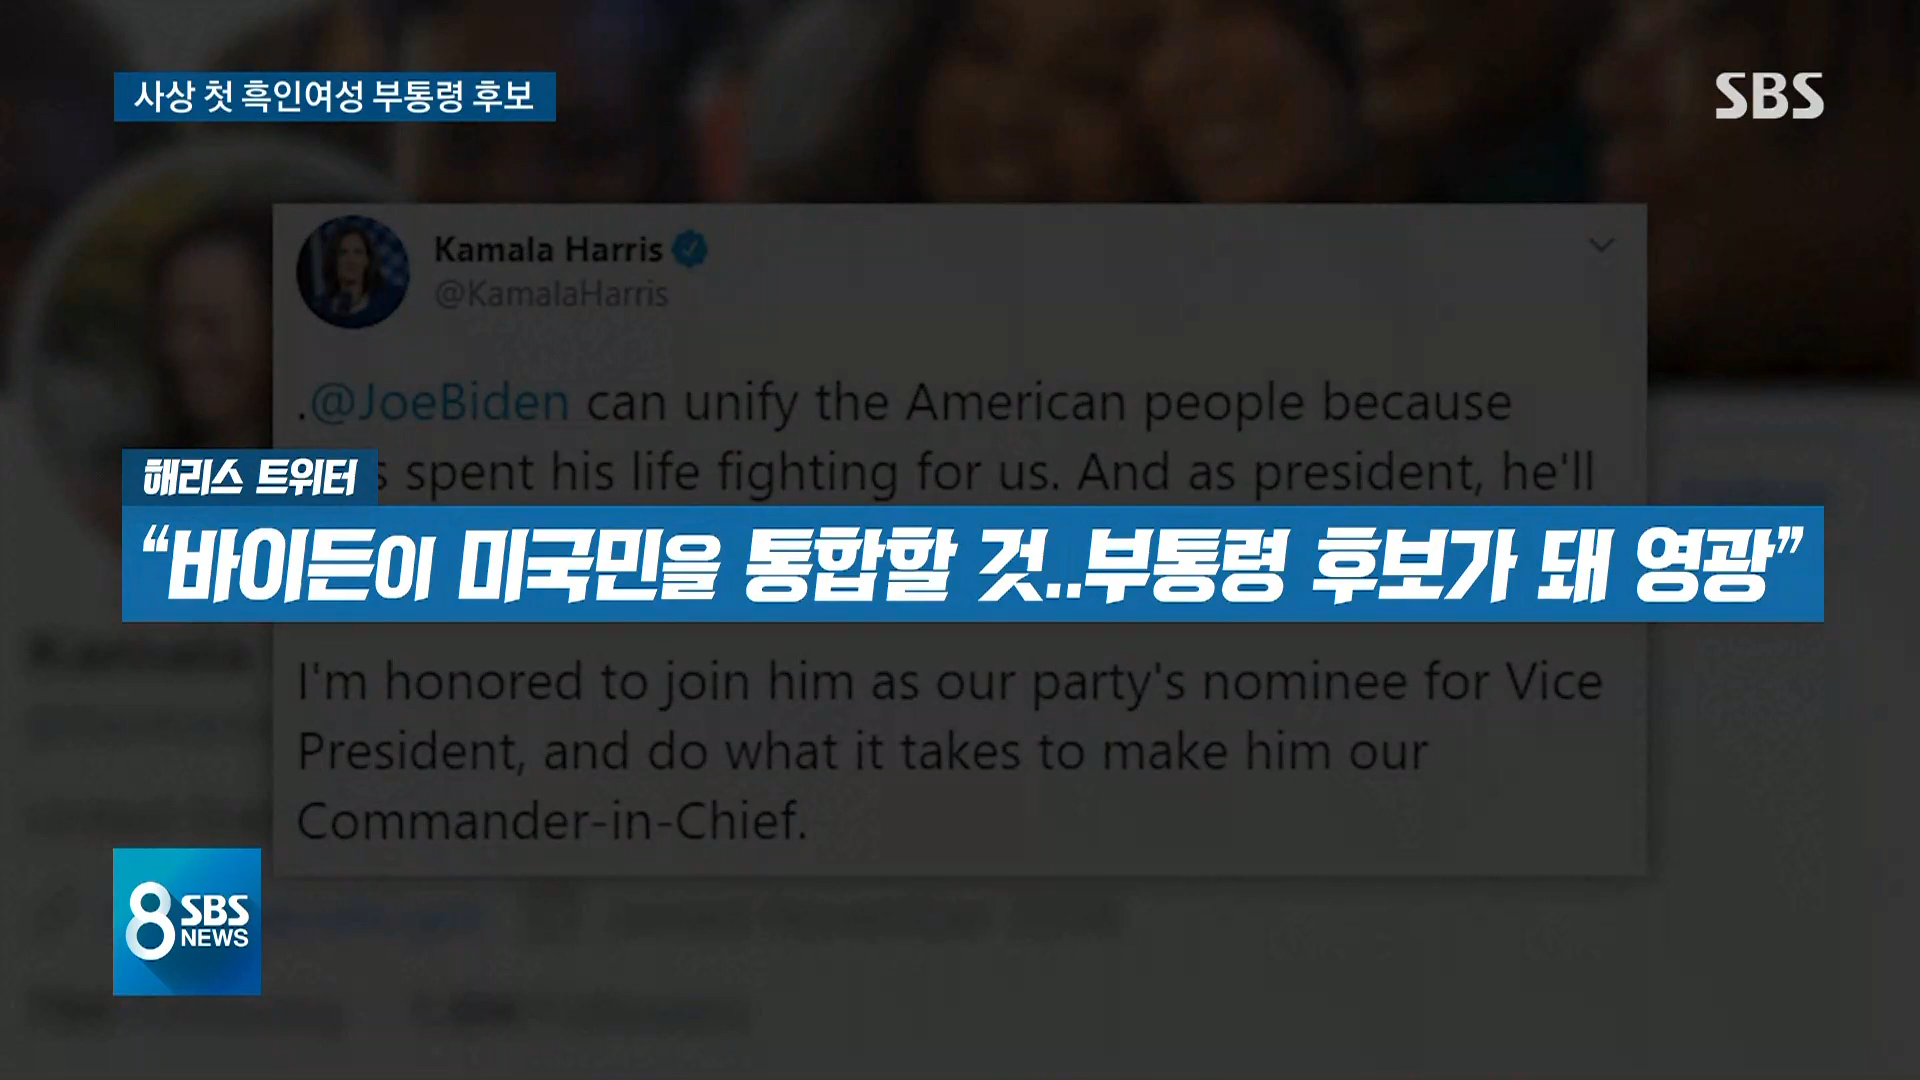 사상 첫 흑인여성 부통령 후보
SBS
Kamala Harris
@KamalaHarris
.@JoeBiden can unify the American people because
spent his life fighting for us. And as president, he'll
해리스 트위터
“바이든이 미국민을 통합할 것..부통령 후보가 돼 영광”
I'm honored to join him as our party's nominee for Vice
President, and do what it takes to make him our
Commander-in-Chief.
8 SBS
NEWS